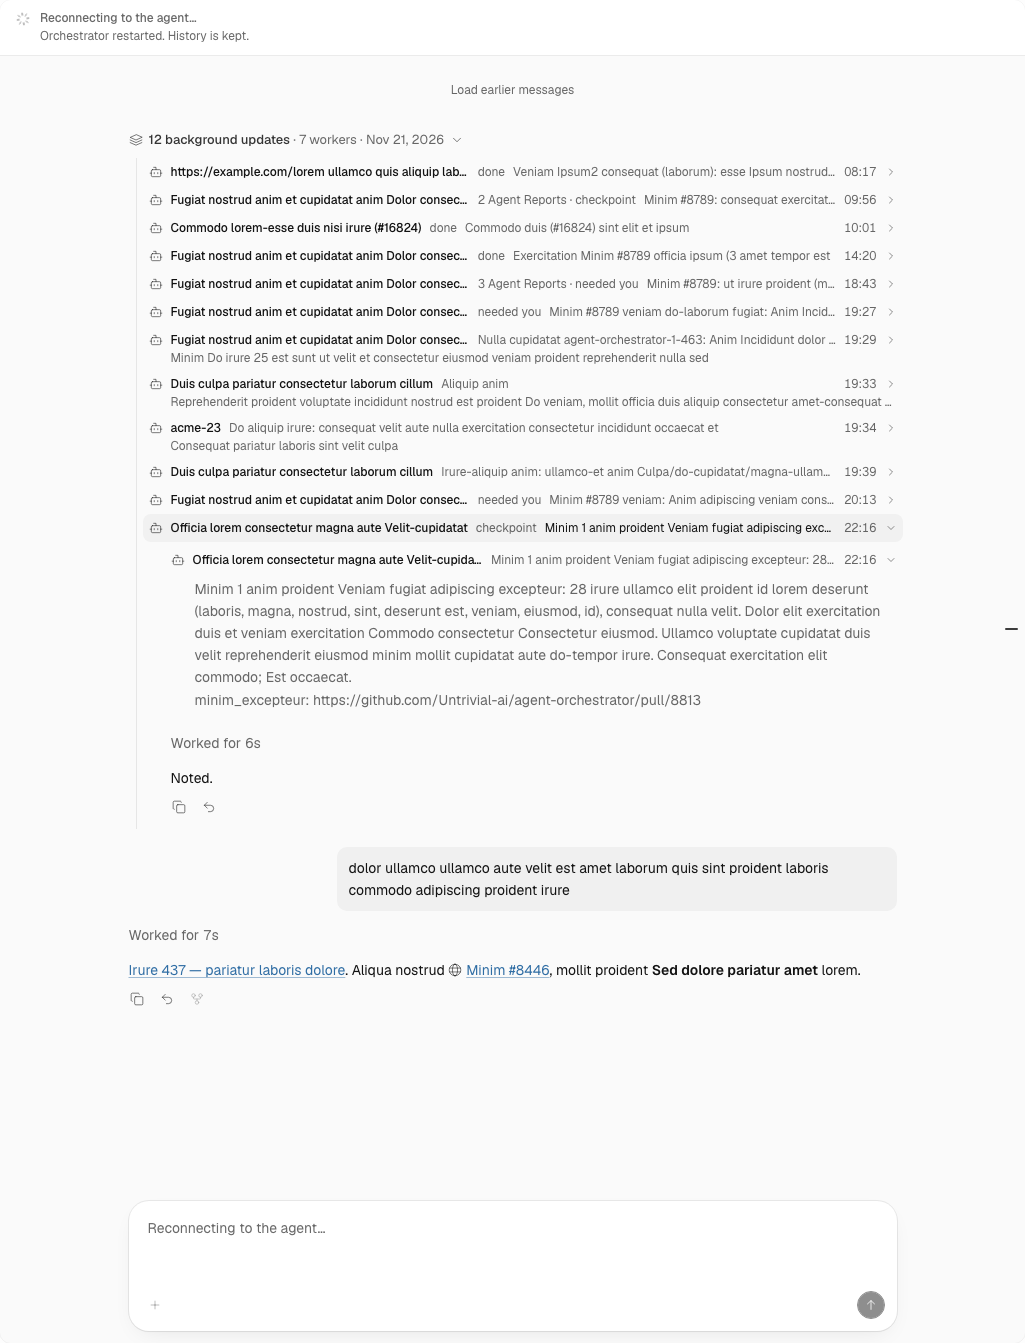 Reconnecting to the agent…
Orchestrator restarted. History is kept.
Load earlier messages
12 background updates · 7 workers · Nov 21, 2026
https://example.com/lorem ullamco quis aliquip lab… done Veniam Ipsum2 consequat (laborum): esse Ipsum nostrud… 08:17
Fugiat nostrud anim et cupidatat anim Dolor consec… 2 Agent Reports · checkpoint Minim #8789: consequat exercitat… 09:56
Commodo lorem-esse duis nisi irure (#16824) done Commodo duis (#16824) sint elit et ipsum 10:01
Fugiat nostrud anim et cupidatat anim Dolor consec… done Exercitation Minim #8789 officia ipsum (3 amet tempor est 14:20
Fugiat nostrud anim et cupidatat anim Dolor consec… 3 Agent Reports · needed you Minim #8789: ut irure proident (m… 18:43
Fugiat nostrud anim et cupidatat anim Dolor consec… needed you Minim #8789 veniam do-laborum fugiat: Anim Incid… 19:27
Fugiat nostrud anim et cupidatat anim Dolor consec… Nulla cupidatat agent-orchestrator-1-463: Anim Incididunt dolor … 19:29
Minim Do irure 25 est sunt ut velit et consectetur eiusmod veniam proident reprehenderit nulla sed
Duis culpa pariatur consectetur laborum cillum Aliquip anim 19:33
Reprehenderit proident voluptate incididunt nostrud est proident Do veniam, mollit officia duis aliquip consectetur amet-consequat …
acme-23 Do aliquip irure: consequat velit aute nulla exercitation consectetur incididunt occaecat et 19:34
Consequat pariatur laboris sint velit culpa
Duis culpa pariatur consectetur laborum cillum Irure-aliquip anim: ullamco-et anim Culpa/do-cupidatat/magna-ullam… 19:39
Fugiat nostrud anim et cupidatat anim Dolor consec… needed you Minim #8789 veniam: Anim adipiscing veniam cons… 20:13
Officia lorem consectetur magna aute Velit-cupidatat checkpoint Minim 1 anim proident Veniam fugiat adipiscing exc… 22:16
Officia lorem consectetur magna aute Velit-cupida… Minim 1 anim proident Veniam fugiat adipiscing excepteur: 28… 22:16
Minim 1 anim proident Veniam fugiat adipiscing excepteur: 28 irure ullamco elit proident id lorem deserunt
(laboris, magna, nostrud, sint, deserunt est, veniam, eiusmod, id), consequat nulla velit. Dolor elit exercitation
duis et veniam exercitation Commodo consectetur Consectetur eiusmod. Ullamco voluptate cupidatat duis
velit reprehenderit eiusmod minim mollit cupidatat aute do-tempor irure. Consequat exercitation elit
commodo; Est occaecat.
minim_excepteur: https://github.com/Untrivial-ai/agent-orchestrator/pull/8813
Worked for 6s
Noted.
dolor ullamco ullamco aute velit est amet laborum quis sint proident laboris
commodo adipiscing proident irure
Worked for 7s
Irure 437 — pariatur laboris dolore. Aliqua nostrud Minim #8446, mollit proident Sed dolore pariatur amet lorem.
Reconnecting to the agent…